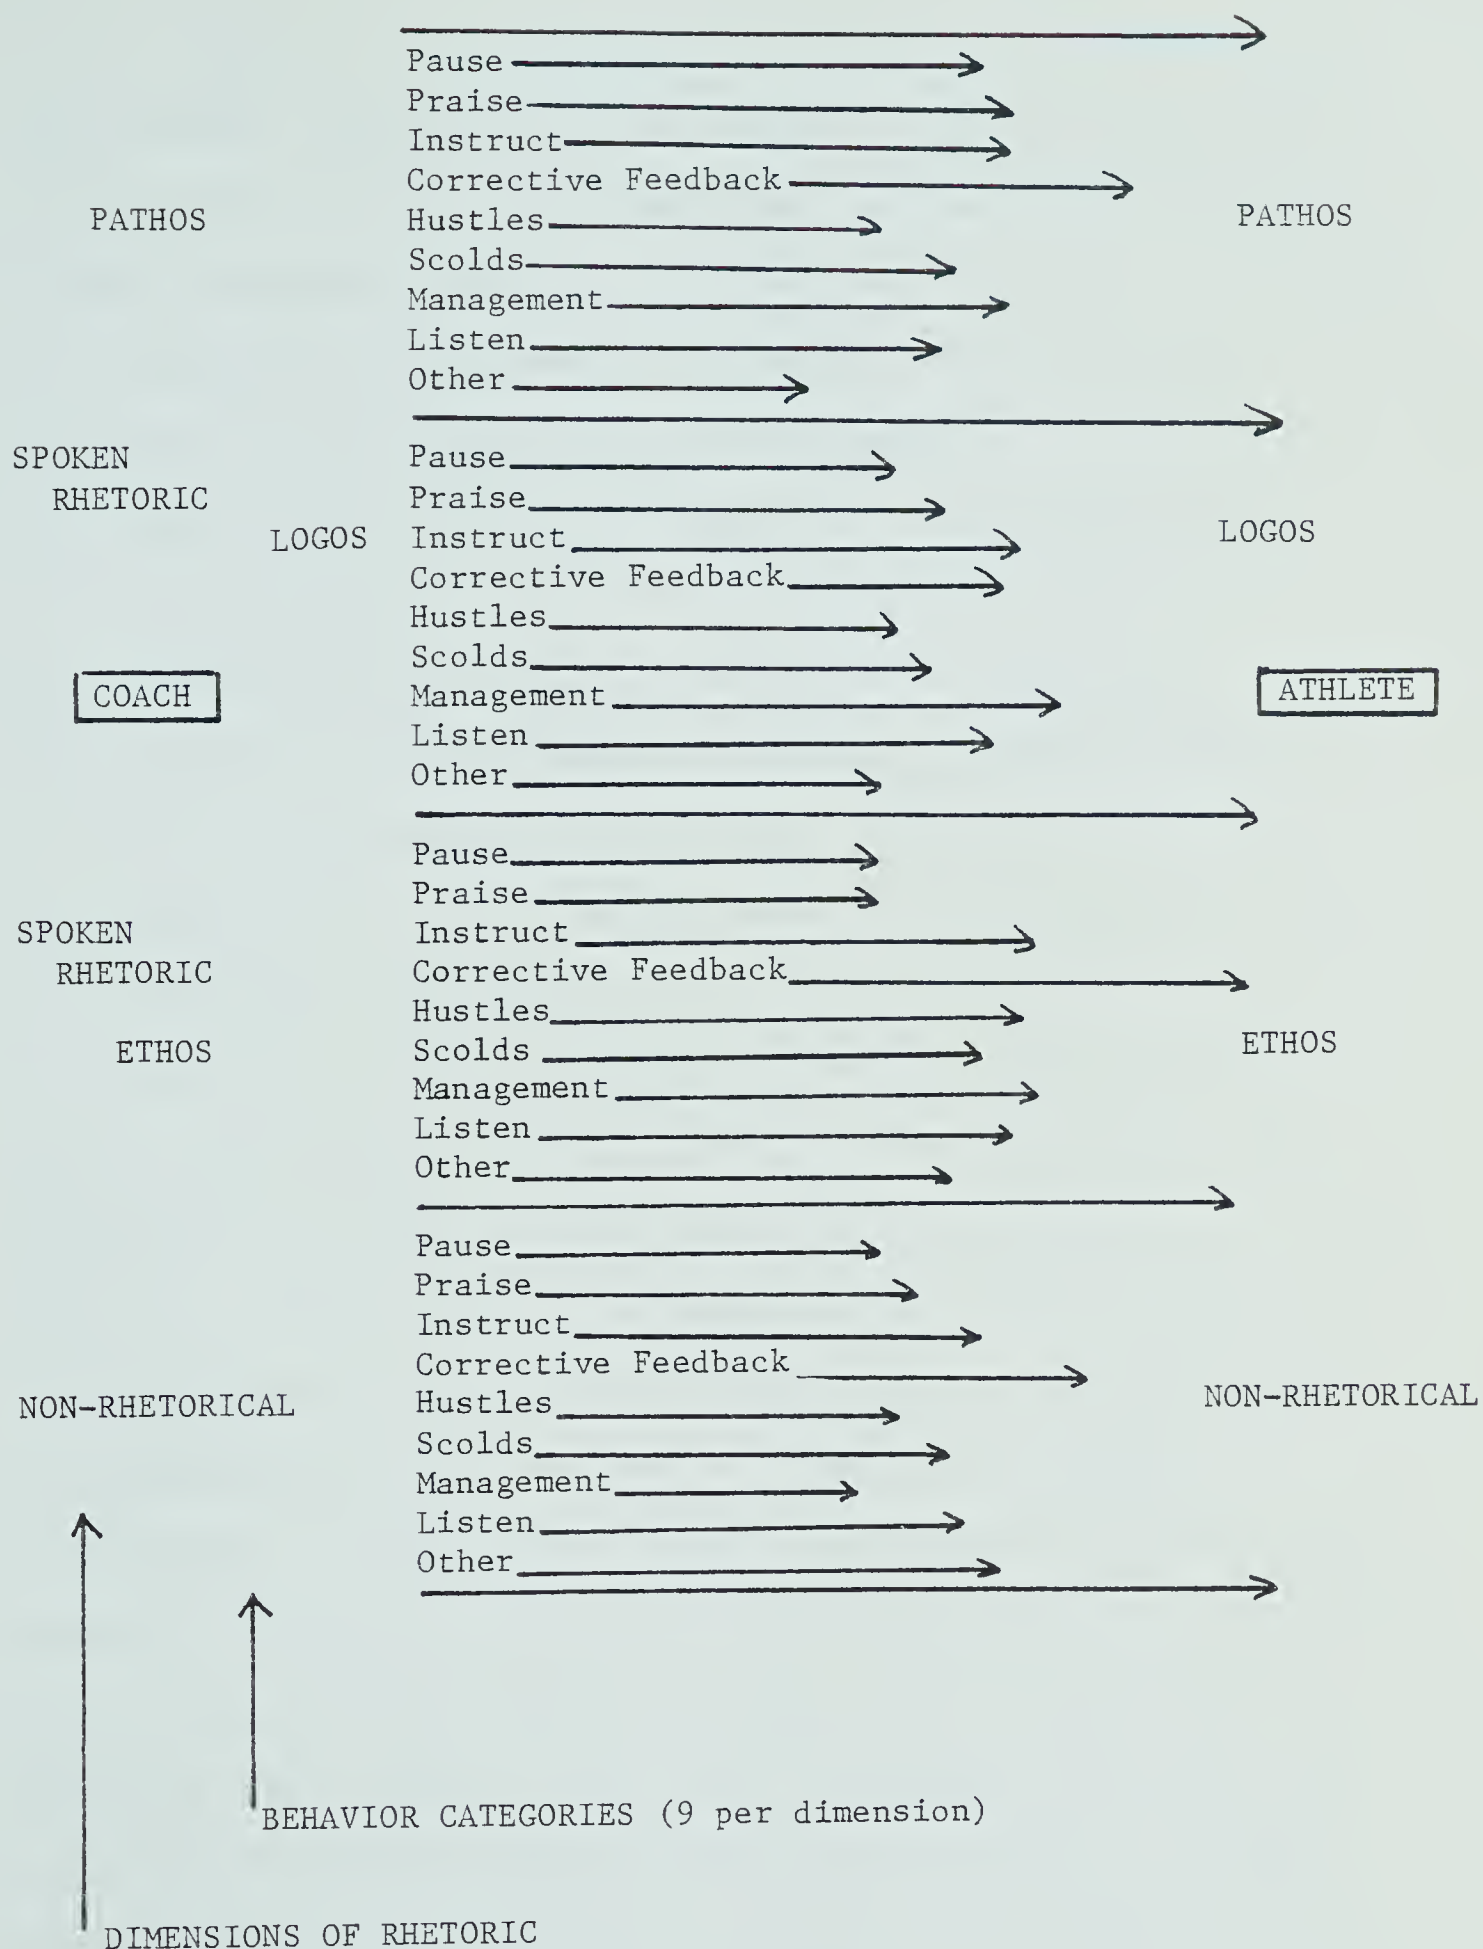 Pause
Praise
Instruct
Corrective Feedback
PATHOS Hustles PATHOS
Scolds
Management
Listen
Other
SPOKEN Pause
RHETORIC Praise
LOGOS Instruct LOGOS
Corrective Feedback
Hustles
Scolds
COACH Management ATHLETE
Listen
Other
Pause
Praise
SPOKEN Instruct
RHETORIC Corrective Feedback
Hustles
ETHOS Scolds ETHOS
Management
Listen
Other
Pause
Praise
Instruct
Corrective Feedback
NON-RHETORICAL Hustles NON-RHETORICAL
Scolds
Management
Listen
Other
BEHAVIOR CATEGORIES (9 per dimension)
DIMENSIONS OF RHETORIC